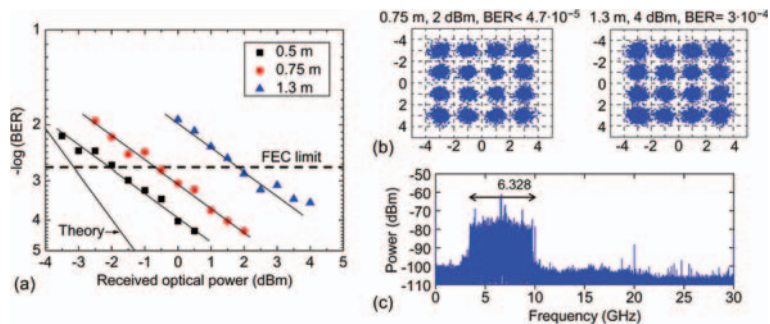 1
2
3
4
5
-log(BER)
0.5 m
0.75 m
1.3 m
FEC limit
Theory
-4 -3 -2 -1 0 1 2 3 4 5
(a)
Received optical power (dBm)
0.75 m, 2 dBm, BER< 4.7·10⁻⁵
-4
-2
0
2
4
-4 -2 0 2 4
(b)
1.3 m, 4 dBm, BER= 3·10⁻⁴
-4
-2
0
2
4
-4 -2 0 2 4
-50
-60
-70
-80
-90
-100
-110
Power (dBm)
6.328
0 5 10 15 20 25 30
(c)
Frequency (GHz)